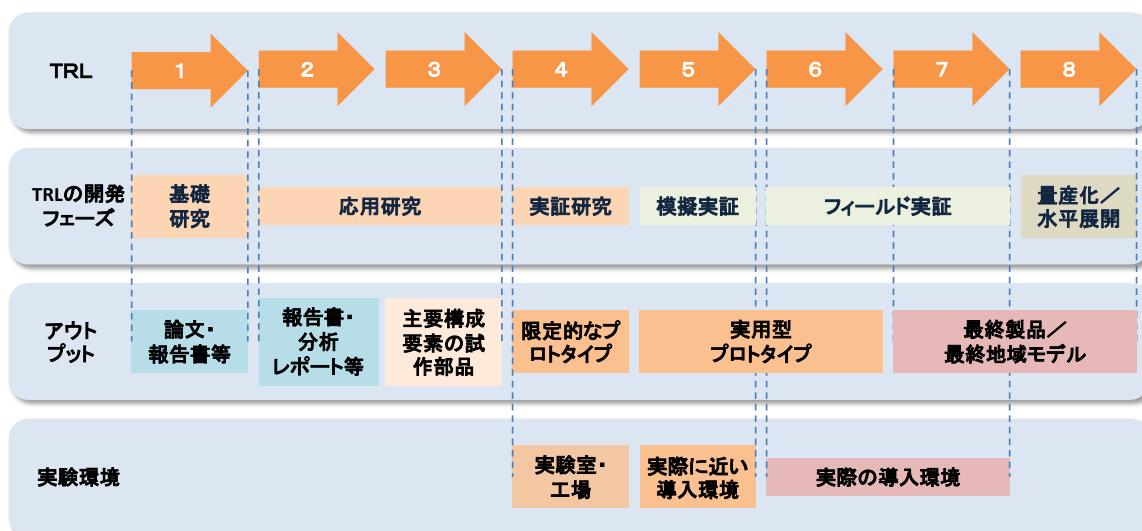 TRL
1
2
3
4
5
6
7
8
TRLの開発
フェーズ
基礎
研究
応用研究
実証研究
模擬実証
フィールド実証
量産化／
水平展開
アウト
プット
論文・
報告書等
報告書・
分析
レポート等
主要構成
要素の試
作部品
限定的なプ
ロトタイプ
実用型
プロトタイプ
最終製品／
最終地域モデル
実験環境
実験室・
工場
実際に近い
導入環境
実際の導入環境